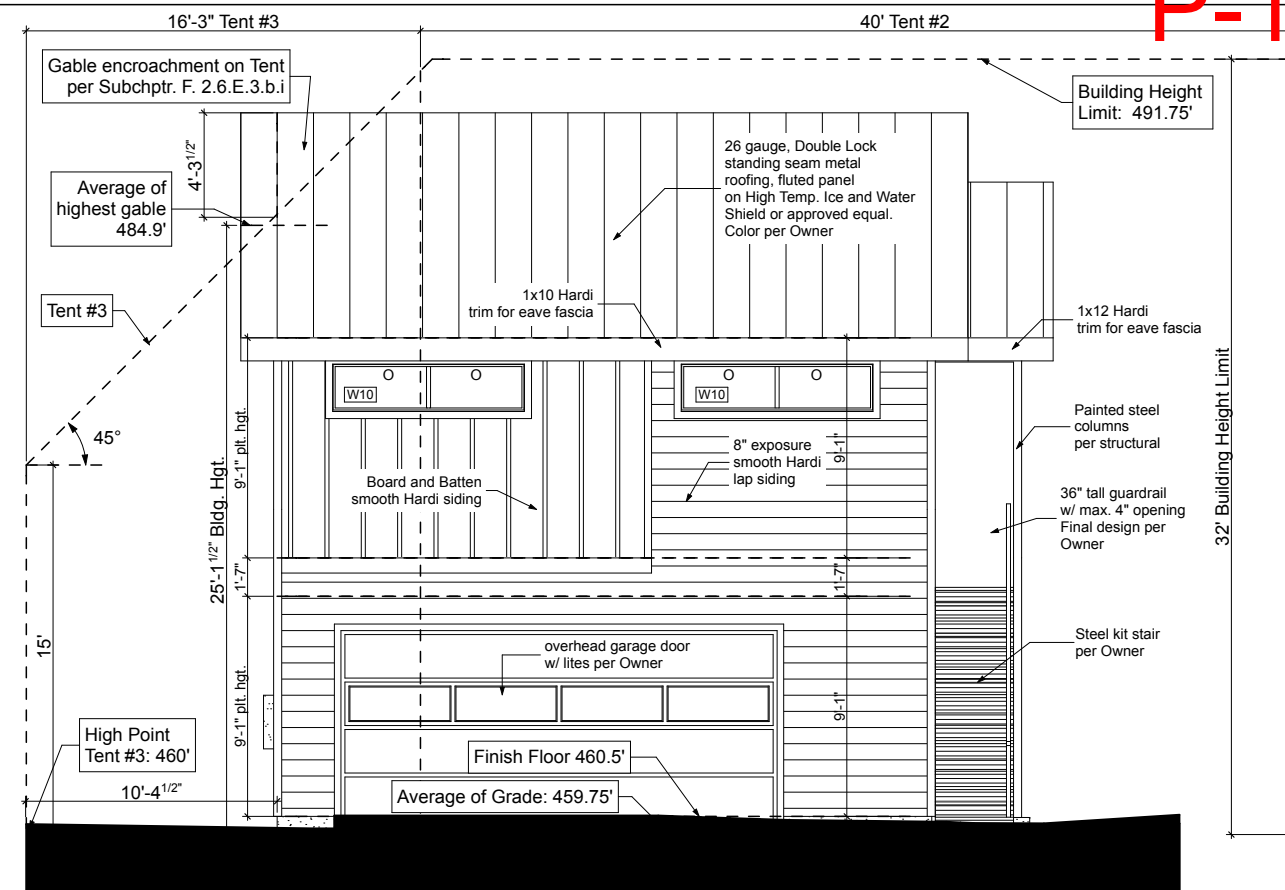 16'-3" Tent #3
40' Tent #2
Gable encroachment on Tent
per Subchptr. F. 2.6.E.3.b.i
Building Height
Limit: 491.75'
4'-3 1/2"
26 gauge, Double Lock
standing seam metal
roofing, fluted panel
on High Temp. Ice and Water
Shield or approved equal.
Color per Owner
Average of
highest gable
484.9'
Tent #3
1x10 Hardi
trim for eave fascia
1x12 Hardi
trim for eave fascia
O
O
W10
O
O
W10
45°
9'-1" plt. hgt.
9'-1"
32' Building Height Limit
Painted steel
columns
per structural
8" exposure
smooth Hardi
lap siding
Board and Batten
smooth Hardi siding
36" tall guardrail
w/ max. 4" opening
Final design per
Owner
25'-1 1/2" Bldg. Hgt.
1'-7"
1'-7"
15'
overhead garage door
w/ lites per Owner
Steel kit stair
per Owner
9'-1" plt. hgt.
9'-1"
High Point
Tent #3: 460'
Finish Floor 460.5'
10'-4 1/2"
Average of Grade: 459.75'